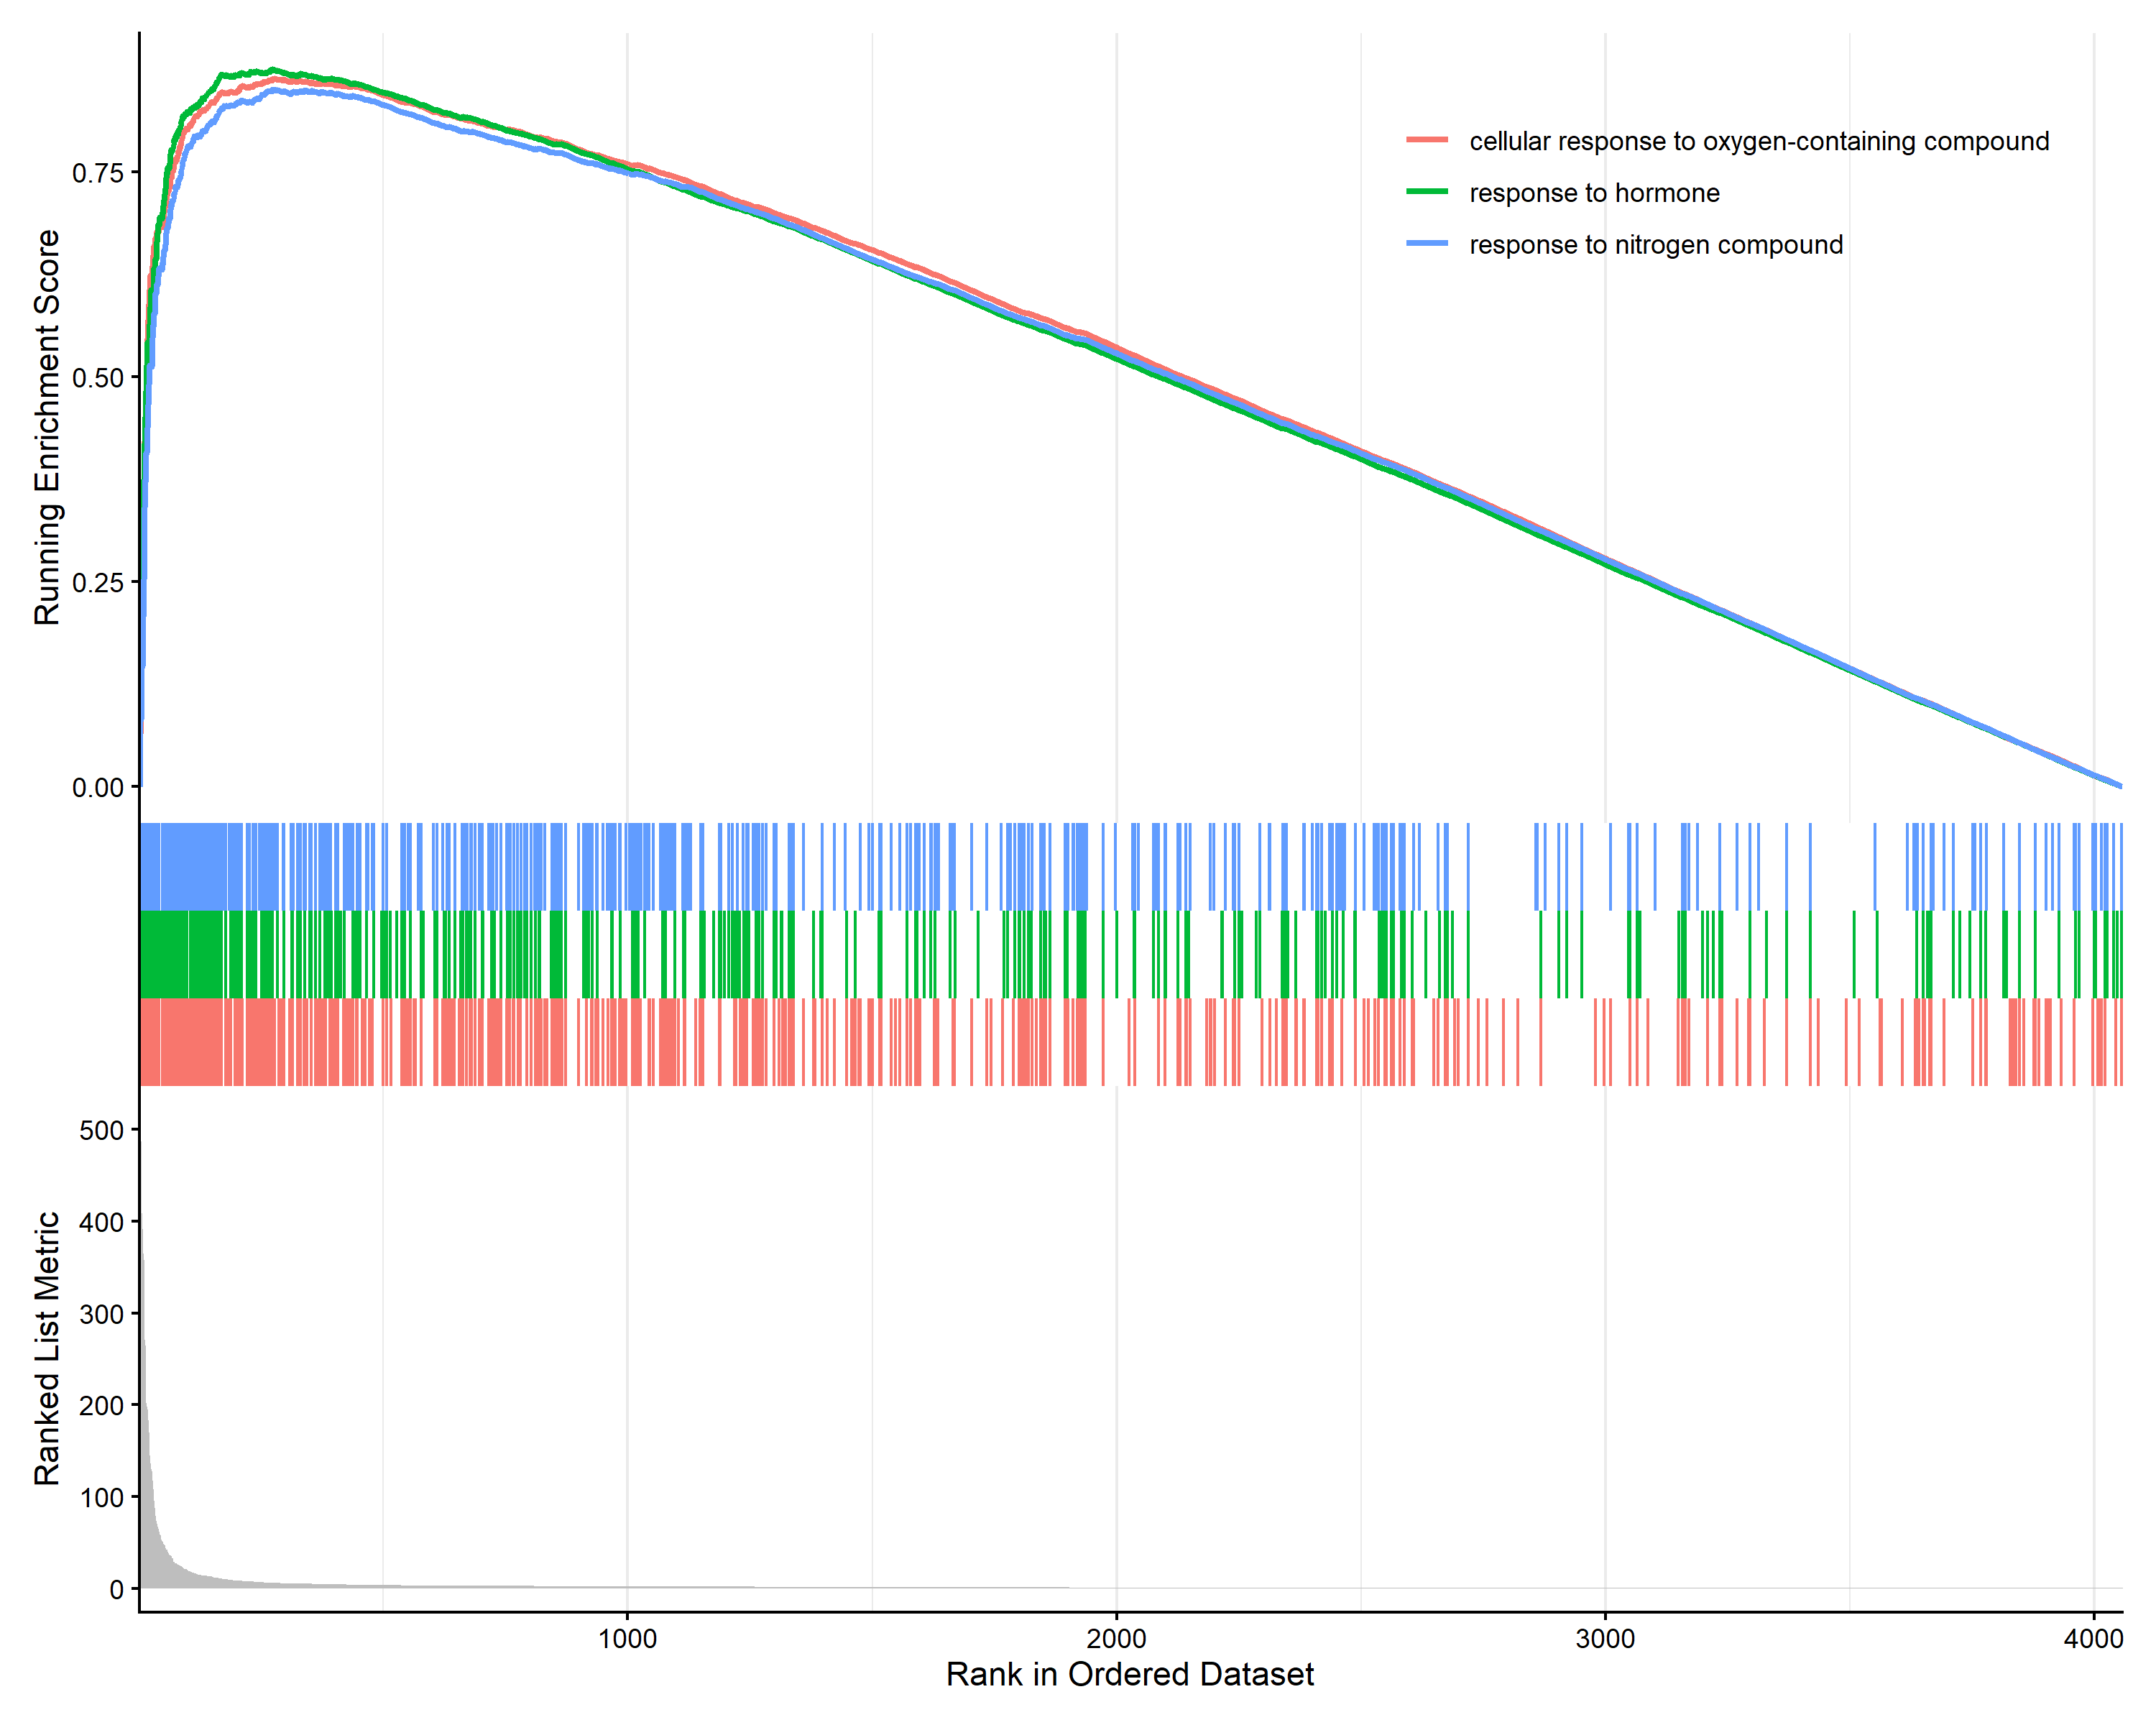 Running Enrichment Score
0.75
0.50
0.25
0.00
cellular response to oxygen-containing compound
response to hormone
response to nitrogen compound
Ranked List Metric
500
400
300
200
100
0
1000 2000 3000 4000
Rank in Ordered Dataset